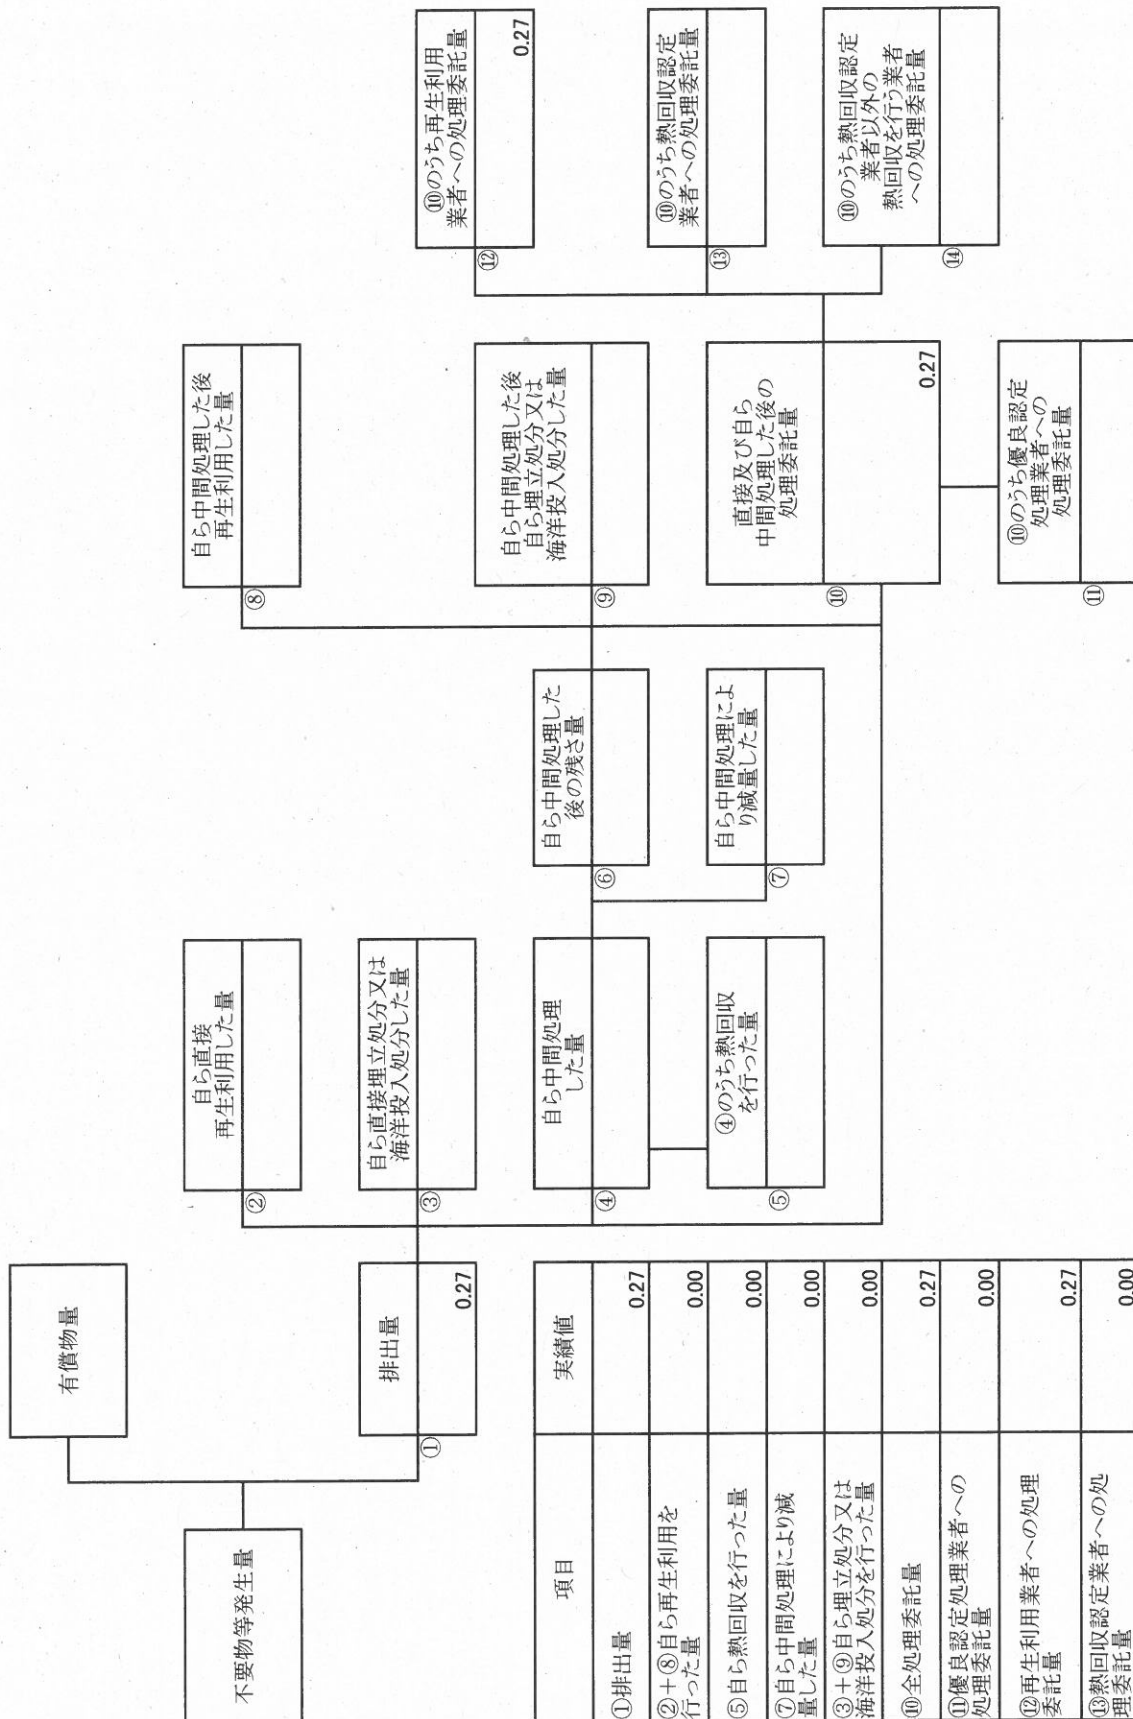 不要物等発生量
有償物量
排出量
①
0.27
自ら直接
再生利用した量
②
自ら直接埋立処分又は
海洋投入処分した量
③
自ら中間処理
した量
④
④のうち熱回収
を行った量
⑤
自ら中間処理した
後の残さ量
⑥
自ら中間処理によ
り減量した量
⑦
自ら中間処理した後
再生利用した量
⑧
自ら中間処理した後
自ら埋立処分又は
海洋投入処分した量
⑨
直接及び自ら
中間処理した後の
処理委託量
⑩
0.27
⑩のうち優良認定
処理業者への
処理委託量
⑪
⑩のうち再生利用
業者への処理委託量
⑫
0.27
⑩のうち熱回収認定
業者への処理委託量
⑬
⑩のうち熱回収認定
業者以外の
熱回収を行う業者
への処理委託量
⑭
項目 実績値
①排出量 0.27
②+⑧自ら再生利用を
行った量 0.00
⑤自ら熱回収を行った量 0.00
⑦自ら中間処理により減
量した量 0.00
③+⑨自ら埋立処分又は
海洋投入処分を行った量 0.00
⑩全処理委託量 0.27
⑪優良認定処理業者への
処理委託量 0.00
⑫再生利用業者への処理
委託量 0.27
⑬熱回収認定業者への処
理委託量 0.00